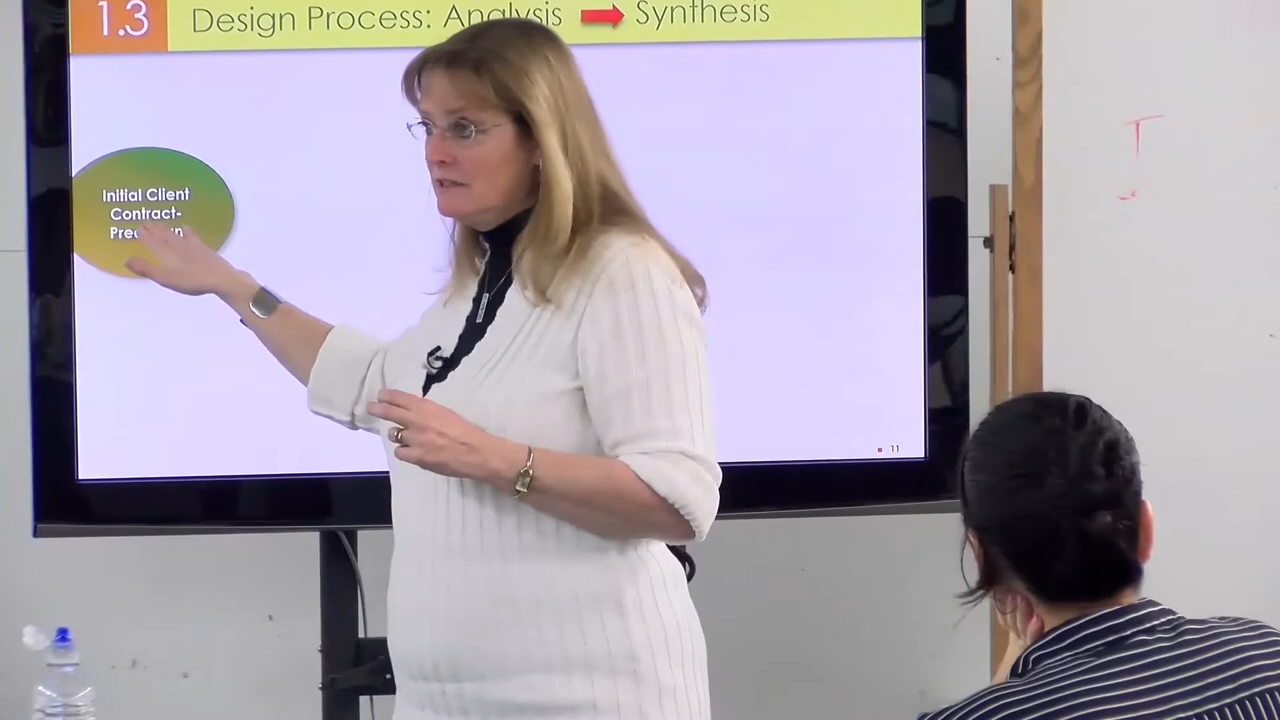 1.3 Design Process: Analysis Synthesis
Initial Client
Contract-
11
I